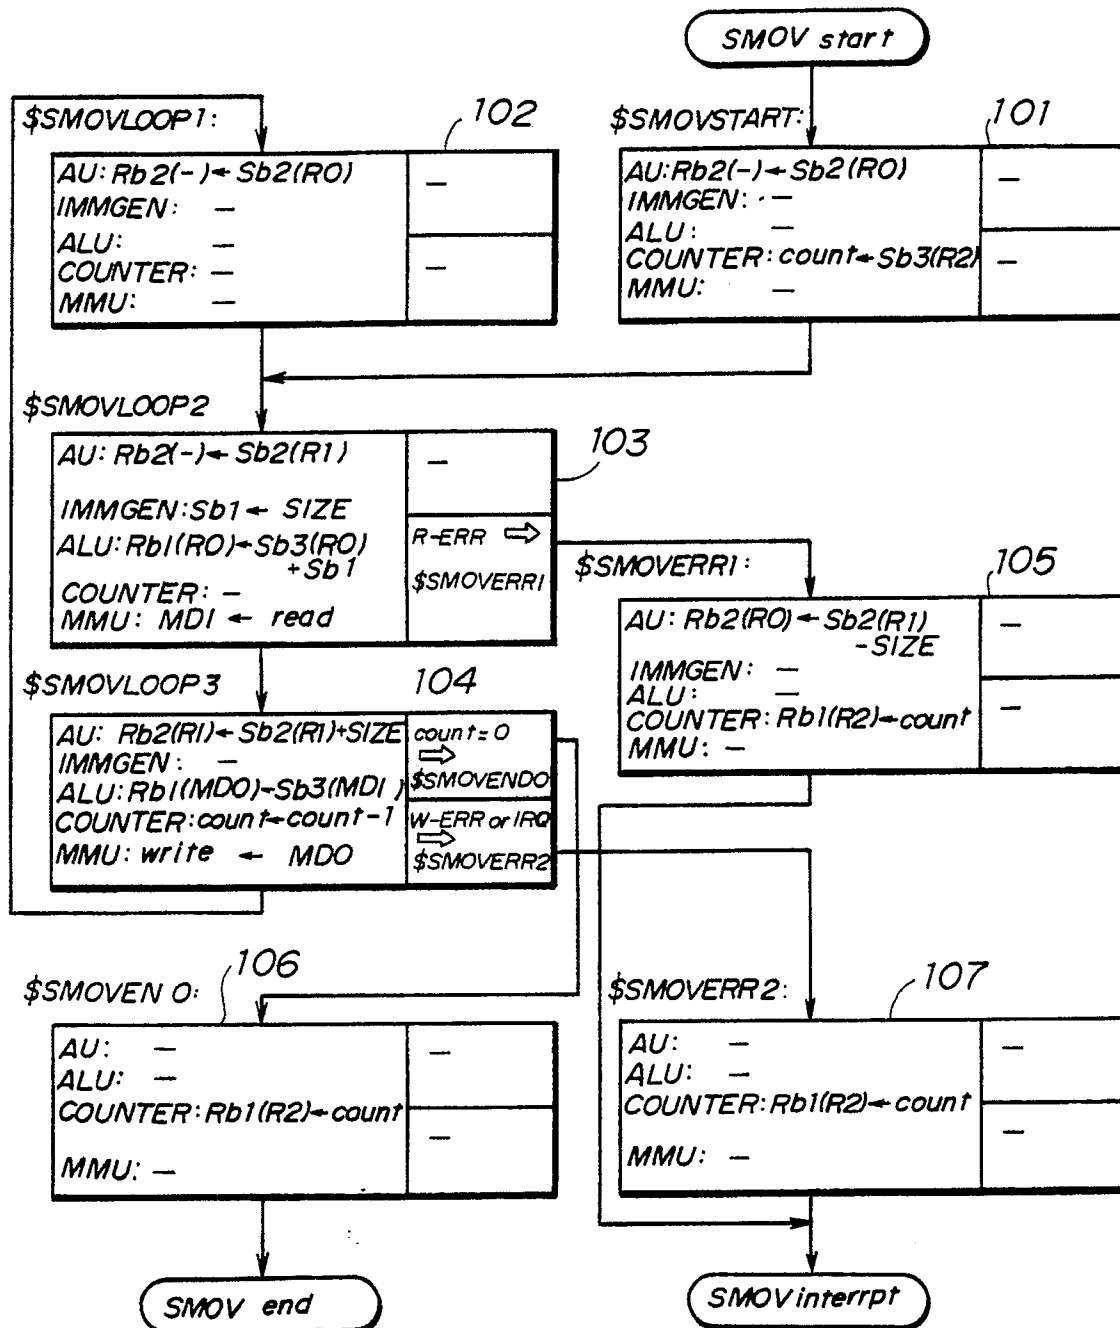 SMOV start
$SMOVLOOP1:
102
AU: Rb2(-)←Sb2(R0)
IMMGEN: —
ALU: —
COUNTER: —
MMU: —
—
—
$SMOVSTART:
101
AU:Rb2(-)←Sb2(R0)
IMMGEN: —
ALU: —
COUNTER: count←Sb3(R2)
MMU: —
—
—
$SMOVLOOP2
103
AU: Rb2(-)←Sb2(R1)
IMMGEN:Sb1← SIZE
ALU:Rb1(R0)←Sb3(R0)
+Sb1
COUNTER: —
MMU: MDI ← read
—
R-ERR ⇨
$SMOVERR1
$SMOVERR1:
105
AU: Rb2(R0)←Sb2(R1)
-SIZE
IMMGEN: —
ALU: —
COUNTER: Rb1(R2)←count
MMU: —
—
—
$SMOVLOOP3
104
AU: Rb2(R1)←Sb2(R1)+SIZE
IMMGEN: —
ALU:Rb1(MDO)-Sb3(MDI)
COUNTER:count←count-1
MMU: write ← MDO
count=0
⇨
$SMOVENDO
W-ERR or IRQ
⇨
$SMOVERR2
$SMOVEN O:
106
AU: —
ALU: —
COUNTER:Rb1(R2)←count
MMU: —
—
—
$SMOVERR2:
107
AU: —
ALU: —
COUNTER:Rb1(R2)←count
MMU: —
—
—
SMOV end
SMOV interrpt